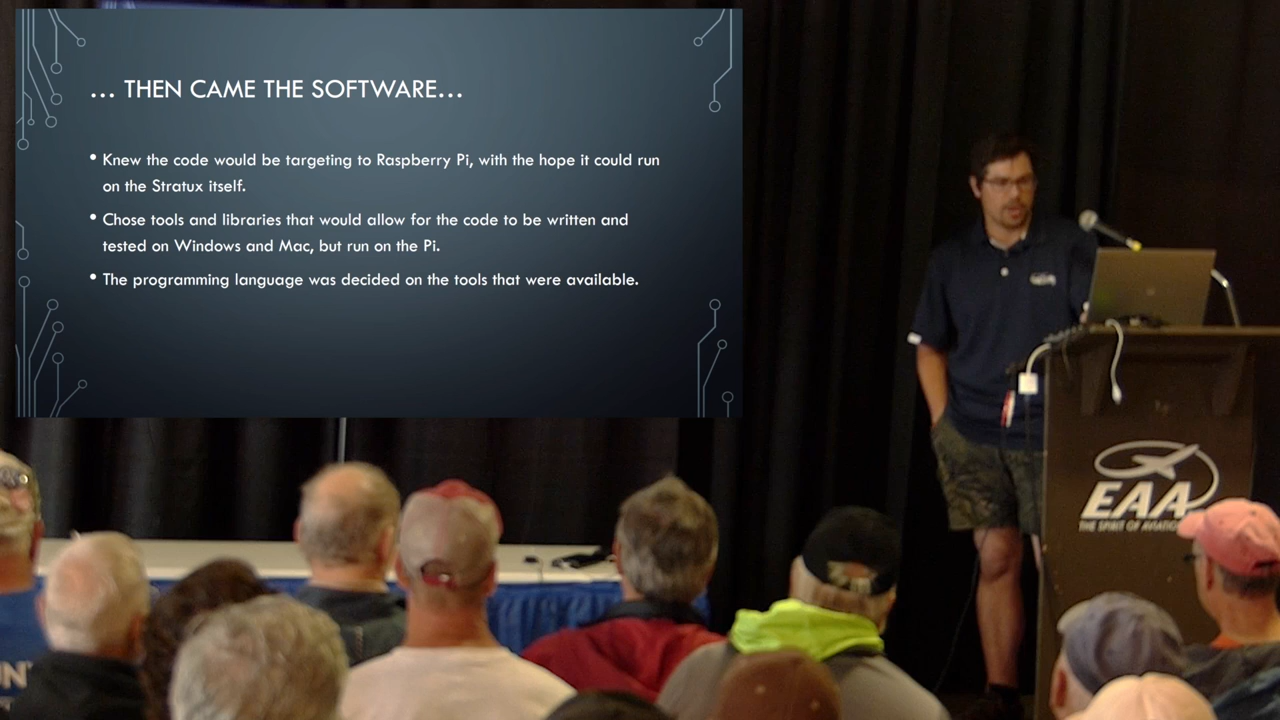 ... THEN CAME THE SOFTWARE...
• Knew the code would be targeting to Raspberry Pi, with the hope it could run
on the Stratux itself.
• Chose tools and libraries that would allow for the code to be written and
tested on Windows and Mac, but run on the Pi.
• The programming language was decided on the tools that were available.
EAA
THE SPIRIT OF AVIATION